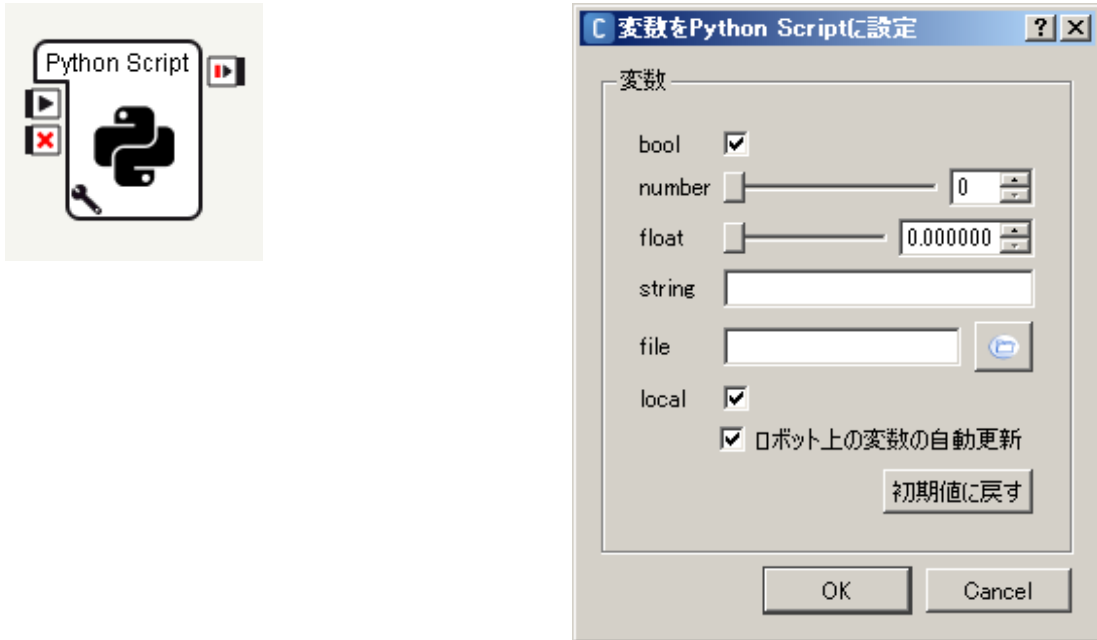 Python Script
変数をPython Scriptに設定
変数
bool
number 0
float 0.000000
string
file
local
ロボット上の変数の自動更新
初期値に戻す
OK Cancel